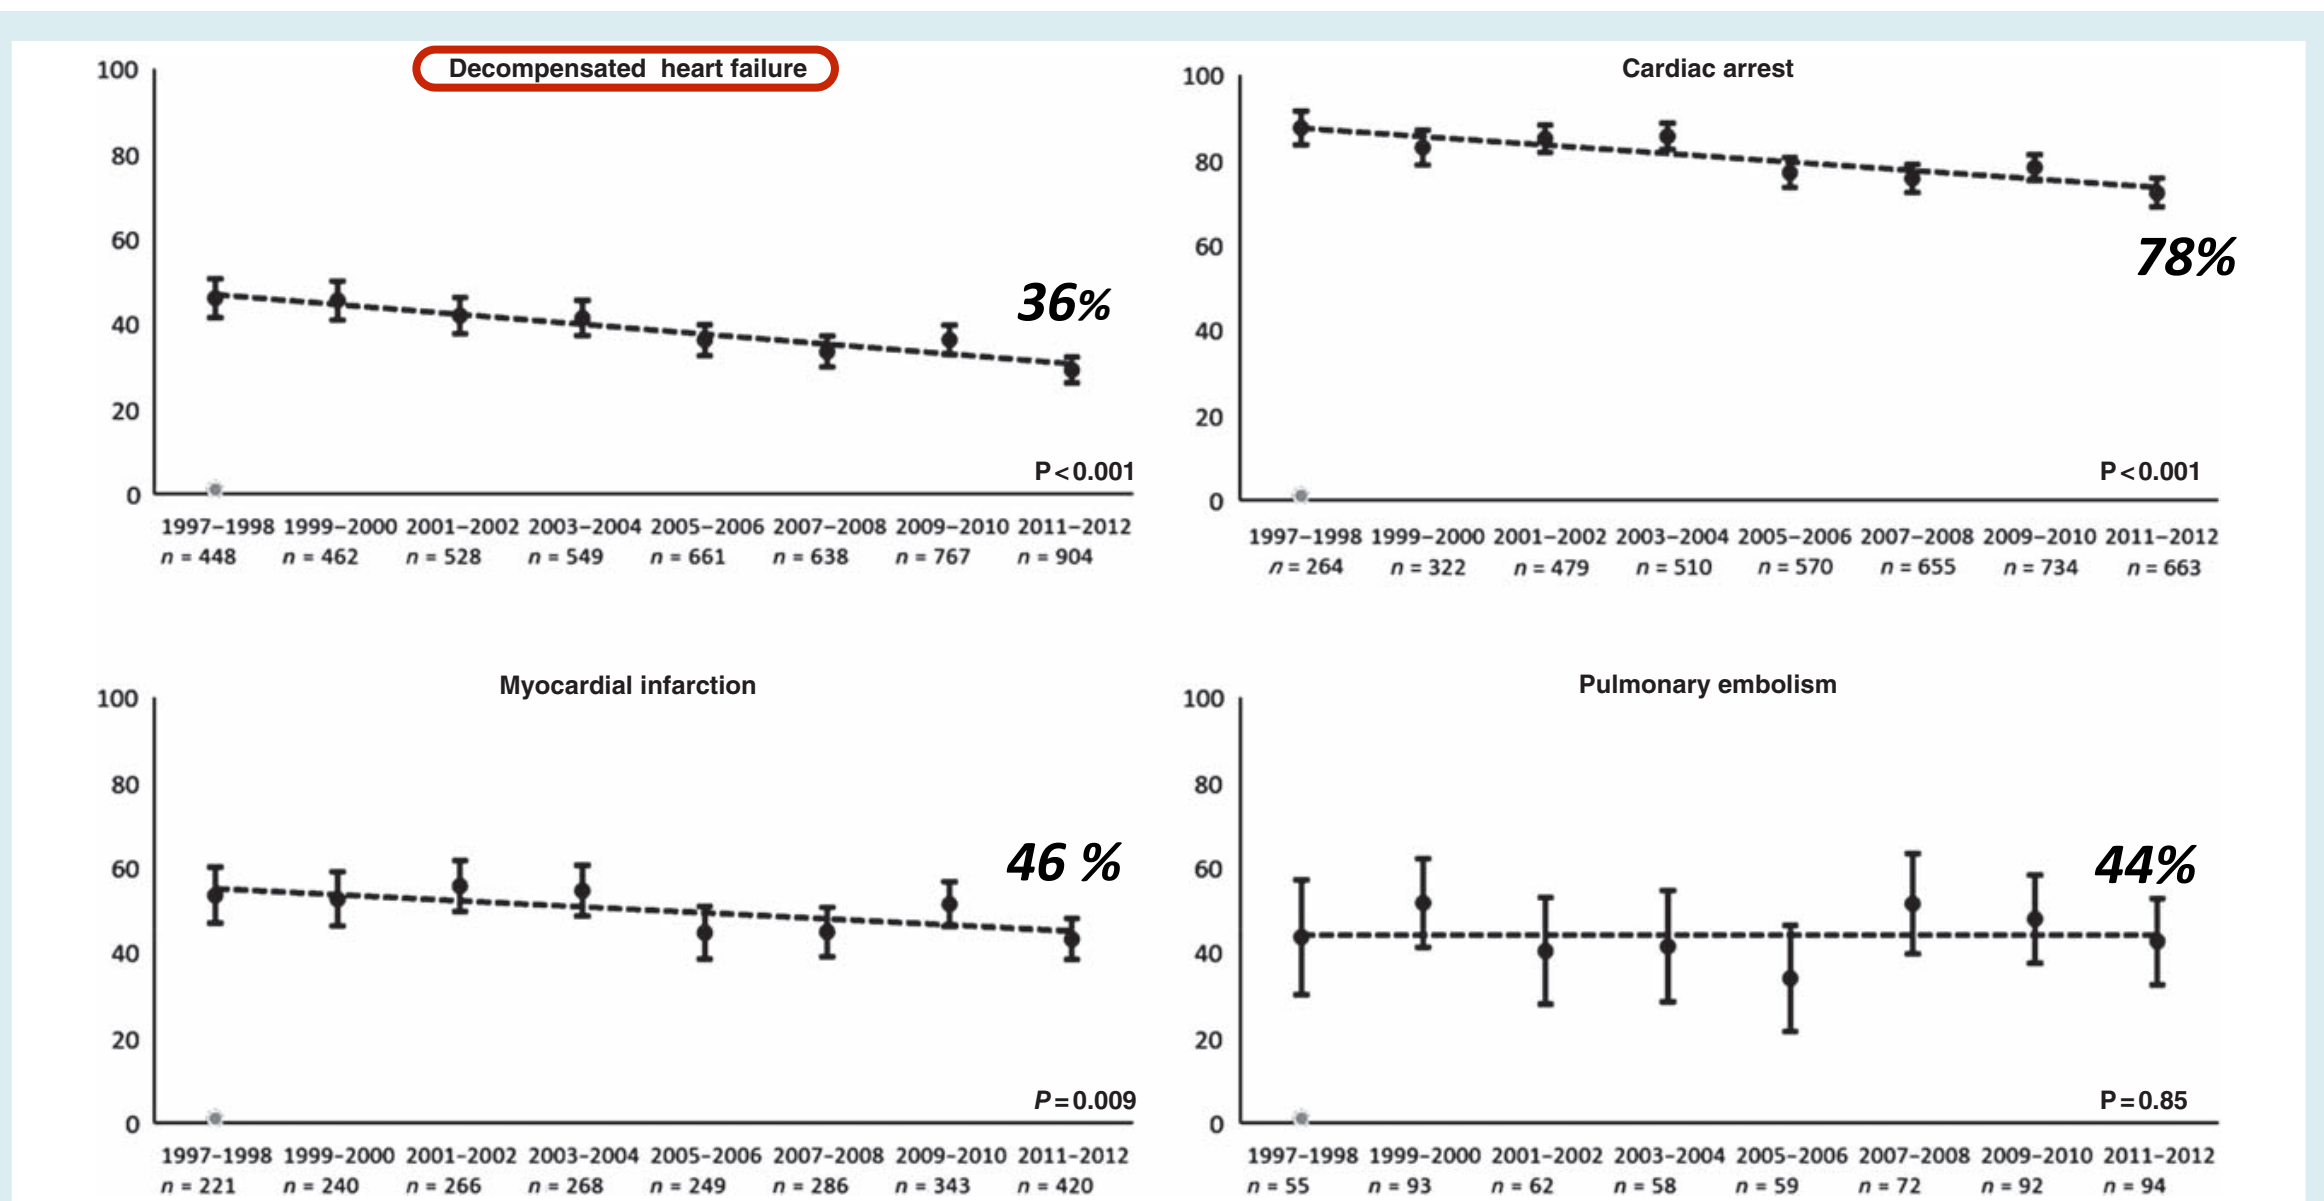 Decompensated heart failure
100
80
60
40
20
0
36%
P<0.001
1997–1998 1999–2000 2001–2002 2003–2004 2005–2006 2007–2008 2009–2010 2011–2012
n = 448 n = 462 n = 528 n = 549 n = 661 n = 638 n = 767 n = 904
Cardiac arrest
100
80
60
40
20
0
78%
P<0.001
1997–1998 1999–2000 2001–2002 2003–2004 2005–2006 2007–2008 2009–2010 2011–2012
n = 264 n = 322 n = 479 n = 510 n = 570 n = 655 n = 734 n = 663
Myocardial infarction
100
80
60
40
20
0
46 %
P=0.009
1997–1998 1999–2000 2001–2002 2003–2004 2005–2006 2007–2008 2009–2010 2011–2012
n = 221 n = 240 n = 266 n = 268 n = 249 n = 286 n = 343 n = 420
Pulmonary embolism
100
80
60
40
20
0
44%
P=0.85
1997–1998 1999–2000 2001–2002 2003–2004 2005–2006 2007–2008 2009–2010 2011–2012
n = 55 n = 93 n = 62 n = 58 n = 59 n = 72 n = 92 n = 94